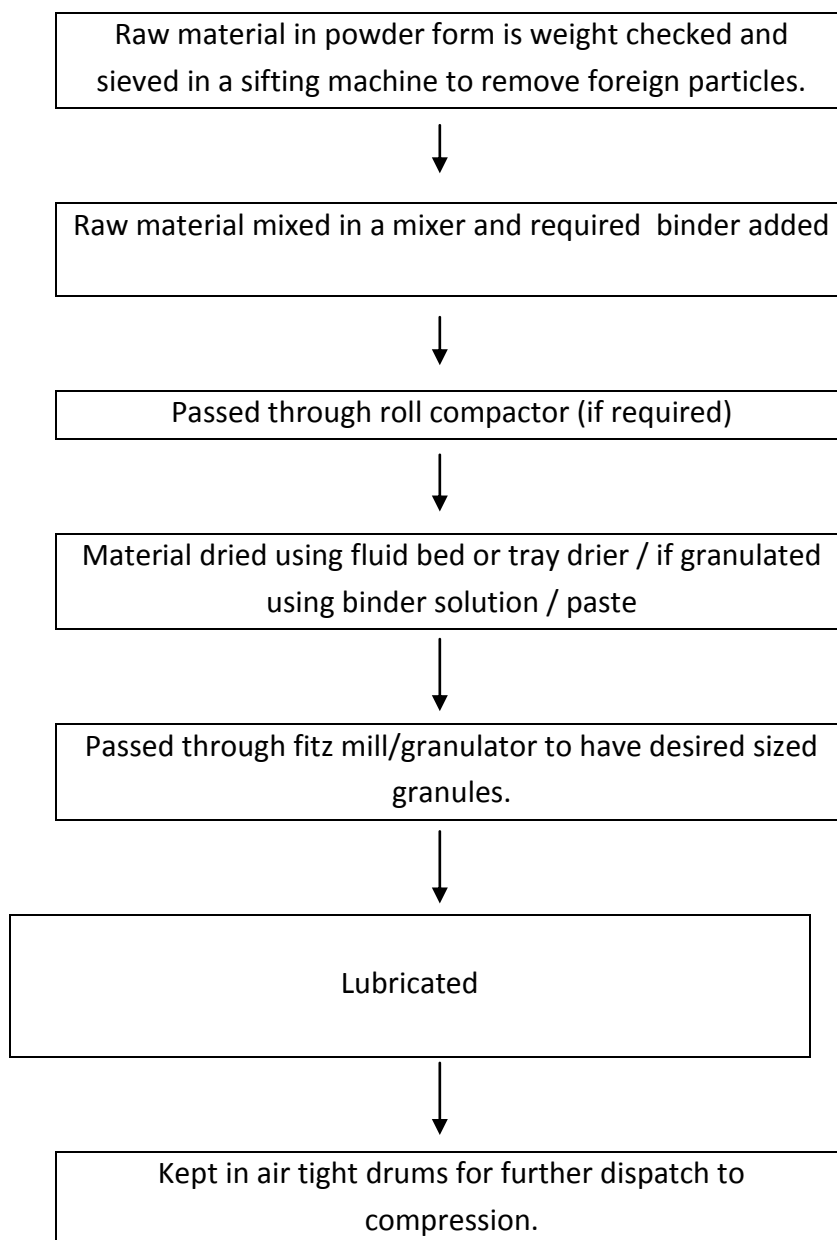 Raw material in powder form is weight checked and
sieved in a sifting machine to remove foreign particles.
Raw material mixed in a mixer and required  binder added
Passed through roll compactor (if required)
Material dried using fluid bed or tray drier / if granulated
using binder solution / paste
Passed through fitz mill/granulator to have desired sized
granules.
Lubricated
Kept in air tight drums for further dispatch to
compression.